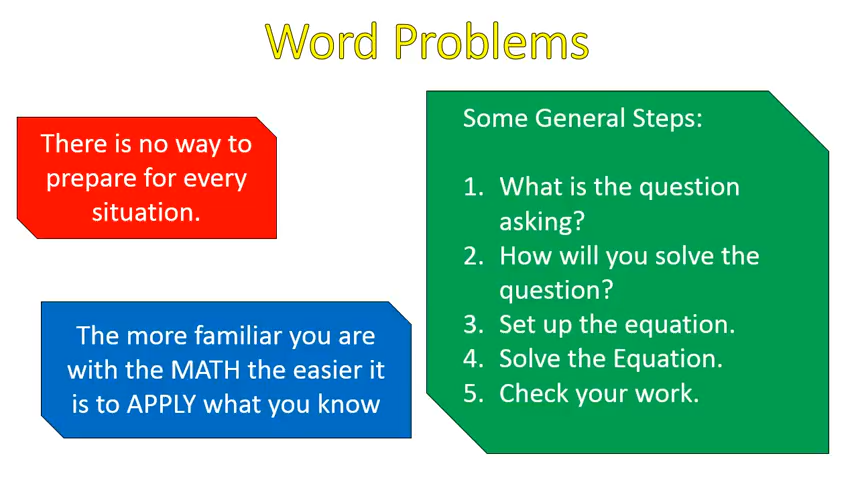 Word Problems
There is no way to
prepare for every
situation.
The more familiar you are
with the MATH the easier it
is to APPLY what you know
Some General Steps:
1. What is the question
asking?
2. How will you solve the
question?
3. Set up the equation.
4. Solve the Equation.
5. Check your work.